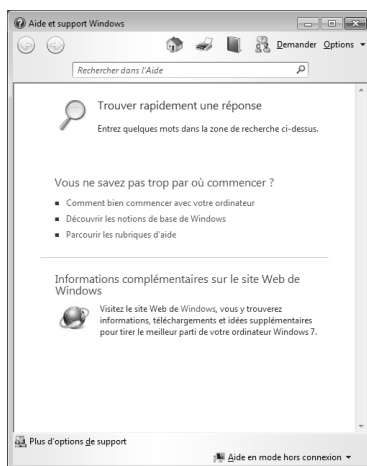 Aide et support Windows
Demander Options
Rechercher dans l'Aide
Trouver rapidement une réponse
Entrez quelques mots dans la zone de recherche ci-dessus.
Vous ne savez pas trop par où commencer ?
Comment bien commencer avec votre ordinateur
Découvrir les notions de base de Windows
Parcourir les rubriques d'aide
Informations complémentaires sur le site Web de
Windows
Visitez le site Web de Windows, vous y trouverez
informations, téléchargements et idées supplémentaires
pour tirer le meilleur parti de votre ordinateur Windows 7.
Plus d'options de support
Aide en mode hors connexion